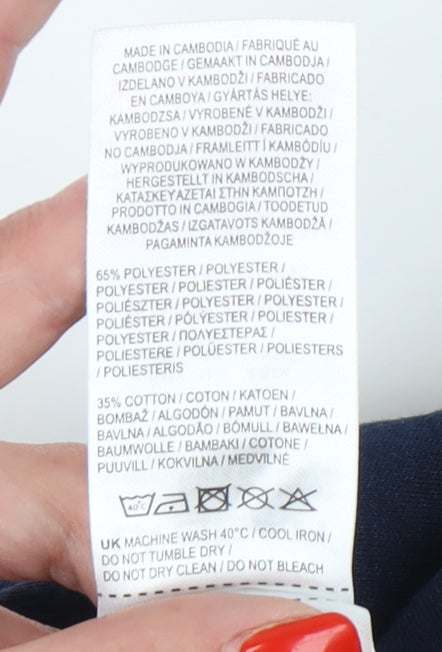 MADE IN CAMBODIA / FABRIQUÉ AU
CAMBODGE / GEMAAKT IN CAMBODJA /
IZDELANO V KAMBODŽI / FABRICADO
EN CAMBOYA / GYÁRTÁS HELYE:
KAMBODZSA / VYROBENÉ V KAMBODŽI /
VYROBENO V KAMBODŽI / FABRICADO
NO CAMBODJA / FRAMLEITT Í KAMBÓDÍU /
WYPRODUKOWANO W KAMBODŻY /
HERGESTELLT IN KAMBODSCHA /
ΚΑΤΑΣΚΕΥΑΖΕΤΑΙ ΣΤΗΝ ΚΑΜΠΟΤΖΗ /
PRODOTTO IN CAMBOGIA / TOODETUD
KAMBODŽAS / IZGATAVOTS KAMBODŽĀ /
PAGAMINTA KAMBODŽOJE
65% POLYESTER / POLYESTER /
POLYESTER / POLIESTER / POLIÉSTER /
POLIÉSZTER / POLYESTER / POLYESTER /
POLIÉSTER / PÓLÝESTER / POLIESTER /
POLYESTER / ΠΟΛΥΕΣΤΕΡΑΣ /
POLIESTERE / POLÜESTER / POLIESTERS
/ POLIESTERIS
35% COTTON / COTON / KATOEN /
BOMBAŽ / ALGODÓN / PAMUT / BAVLNA /
BAVLNA / ALGODÃO / BÓMULL / BAWEŁNA /
BAUMWOLLE / BAMBAKI / COTONE /
PUUVILL / KOKVILNA / MEDVILNĖ
40°C
UK MACHINE WASH 40°C / COOL IRON /
DO NOT TUMBLE DRY /
DO NOT DRY CLEAN / DO NOT BLEACH